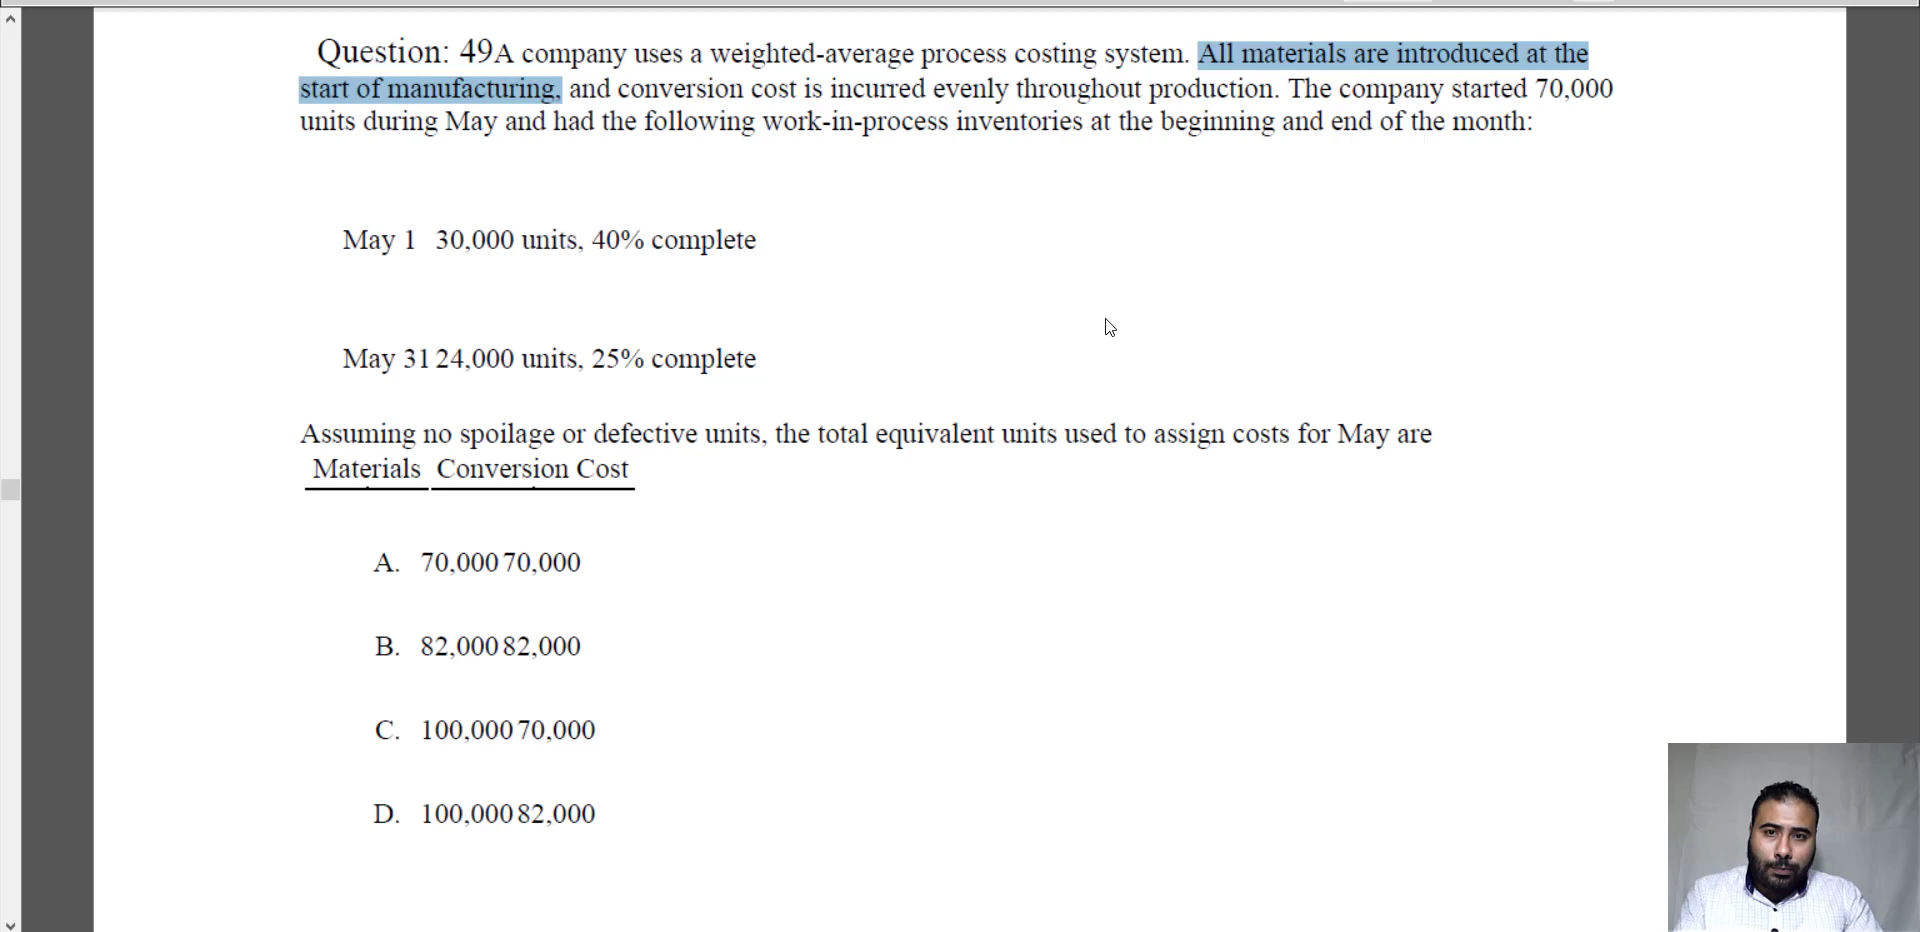 Question: 49A company uses a weighted-average process costing system. All materials are introduced at the
start of manufacturing, and conversion cost is incurred evenly throughout production. The company started 70,000
units during May and had the following work-in-process inventories at the beginning and end of the month:
May 1 30,000 units, 40% complete
May 31 24,000 units, 25% complete
Assuming no spoilage or defective units, the total equivalent units used to assign costs for May are
Materials Conversion Cost
A. 70,000 70,000
B. 82,000 82,000
C. 100,000 70,000
D. 100,000 82,000